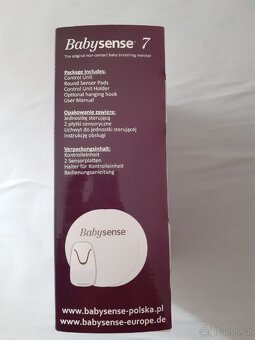 Babysense 7
The original non-contact baby breathing monitor
Package Includes:
Control Unit
Round Sensor Pads
Control Unit Holder
Optional hanging hook
User Manual
Opakowanie zawiera:
Jednostkę sterującą
2 płytki sensoryczne
Uchwyt do jednostki sterującej
Instrukcję obsługi
Verpackungsinhalt:
Kontrolleinheit
2 Sensorplatten
Halter für Kontrolleinheit
Bedienungsanleitung
Babysense
www.babysense-polska.pl
www.babysense-europe.de